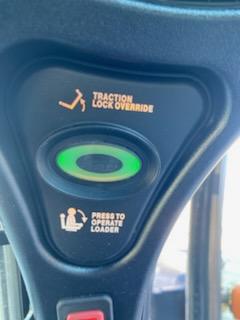 TRACTION
LOCK OVERRIDE
PRESS TO
OPERATE
LOADER